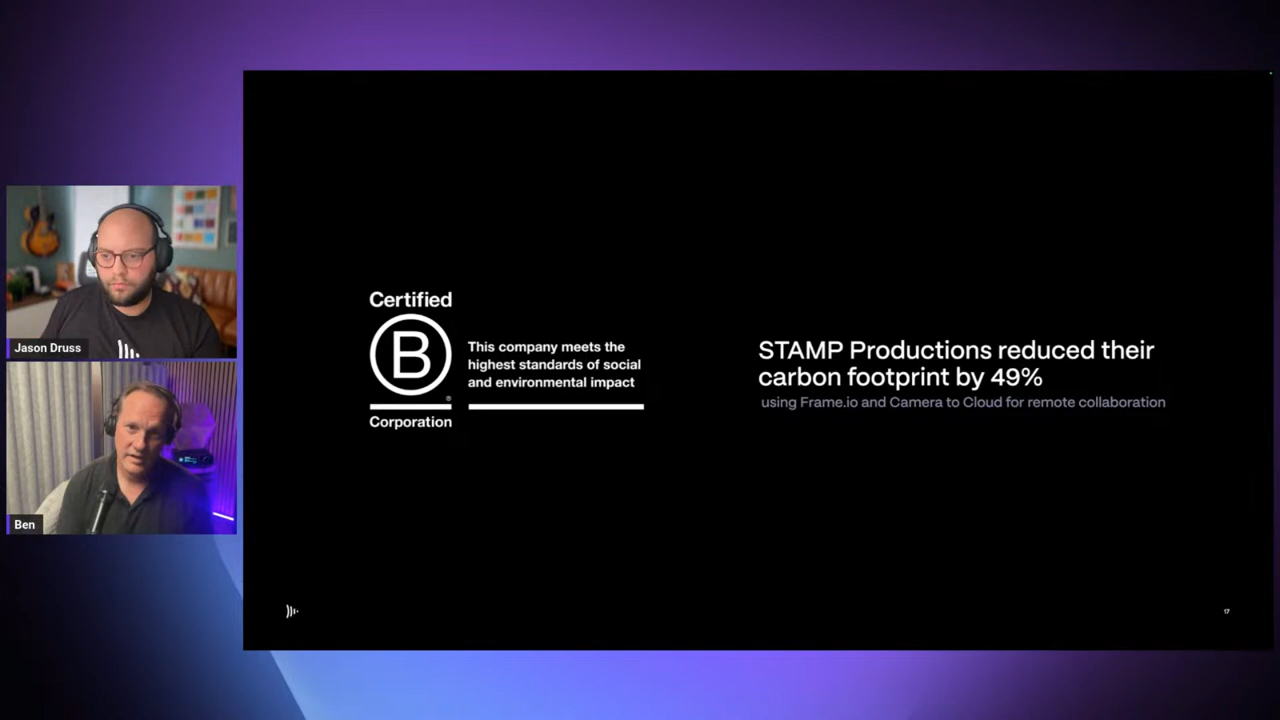 Jason Druss
Ben
Certified
B
®
Corporation
This company meets the
highest standards of social
and environmental impact
STAMP Productions reduced their
carbon footprint by 49%
using Frame.io and Camera to Cloud for remote collaboration
17